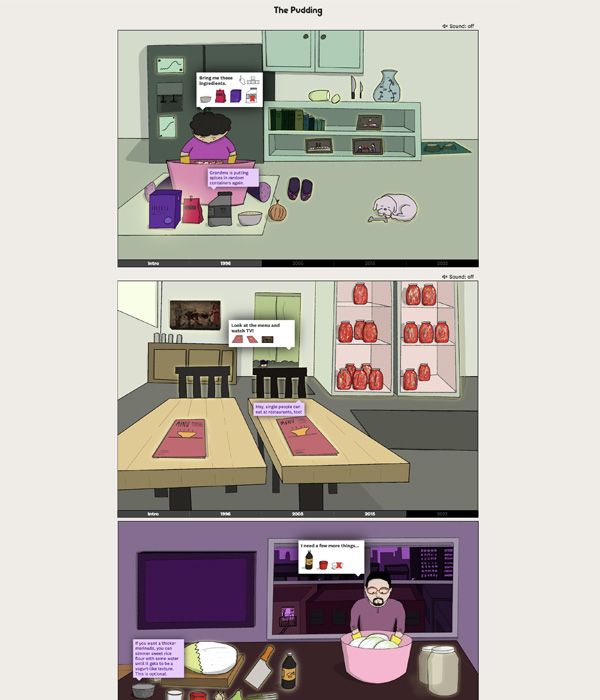 The Pudding
Sound: off
Bring me these
ingredients.
Grandma is putting
spices in random
containers again.
Intro 1996 2005 2015 2022
Sound: off
Look at the menu and
watch TV!
Hey, single people can
eat at restaurants, too!
MENU
MENU
Intro 1996 2005 2015 2022
I need a few more things...
If you want a thicker
marinade, you can
simmer sweet rice
flour with some water
until it gets to be a
yogurt-like texture.
This is optional.